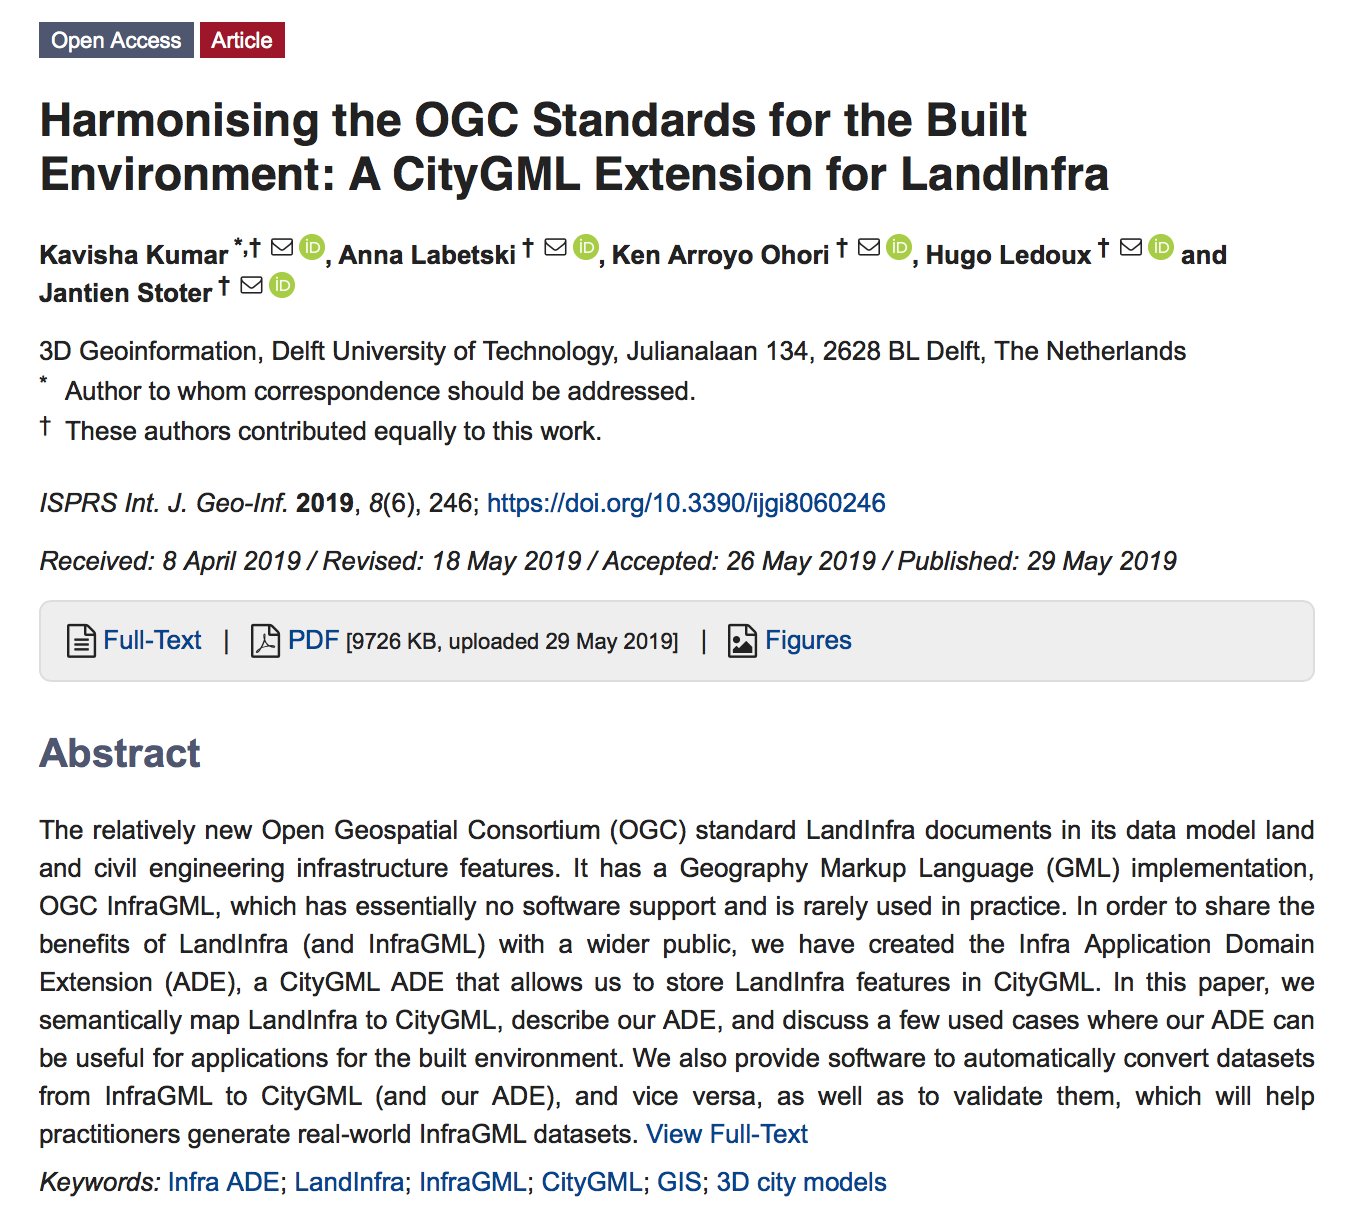 Open Access Article
Harmonising the OGC Standards for the Built
Environment: A CityGML Extension for LandInfra
Kavisha Kumar *,† iD, Anna Labetski † iD, Ken Arroyo Ohori † iD, Hugo Ledoux † iD and
Jantien Stoter † iD
3D Geoinformation, Delft University of Technology, Julianalaan 134, 2628 BL Delft, The Netherlands
* Author to whom correspondence should be addressed.
† These authors contributed equally to this work.
ISPRS Int. J. Geo-Inf. 2019, 8(6), 246; https://doi.org/10.3390/ijgi8060246
Received: 8 April 2019 / Revised: 18 May 2019 / Accepted: 26 May 2019 / Published: 29 May 2019
Full-Text | PDF [9726 KB, uploaded 29 May 2019] | Figures
Abstract
The relatively new Open Geospatial Consortium (OGC) standard LandInfra documents in its data model land
and civil engineering infrastructure features. It has a Geography Markup Language (GML) implementation,
OGC InfraGML, which has essentially no software support and is rarely used in practice. In order to share the
benefits of LandInfra (and InfraGML) with a wider public, we have created the Infra Application Domain
Extension (ADE), a CityGML ADE that allows us to store LandInfra features in CityGML. In this paper, we
semantically map LandInfra to CityGML, describe our ADE, and discuss a few used cases where our ADE can
be useful for applications for the built environment. We also provide software to automatically convert datasets
from InfraGML to CityGML (and our ADE), and vice versa, as well as to validate them, which will help
practitioners generate real-world InfraGML datasets. View Full-Text
Keywords: Infra ADE; LandInfra; InfraGML; CityGML; GIS; 3D city models